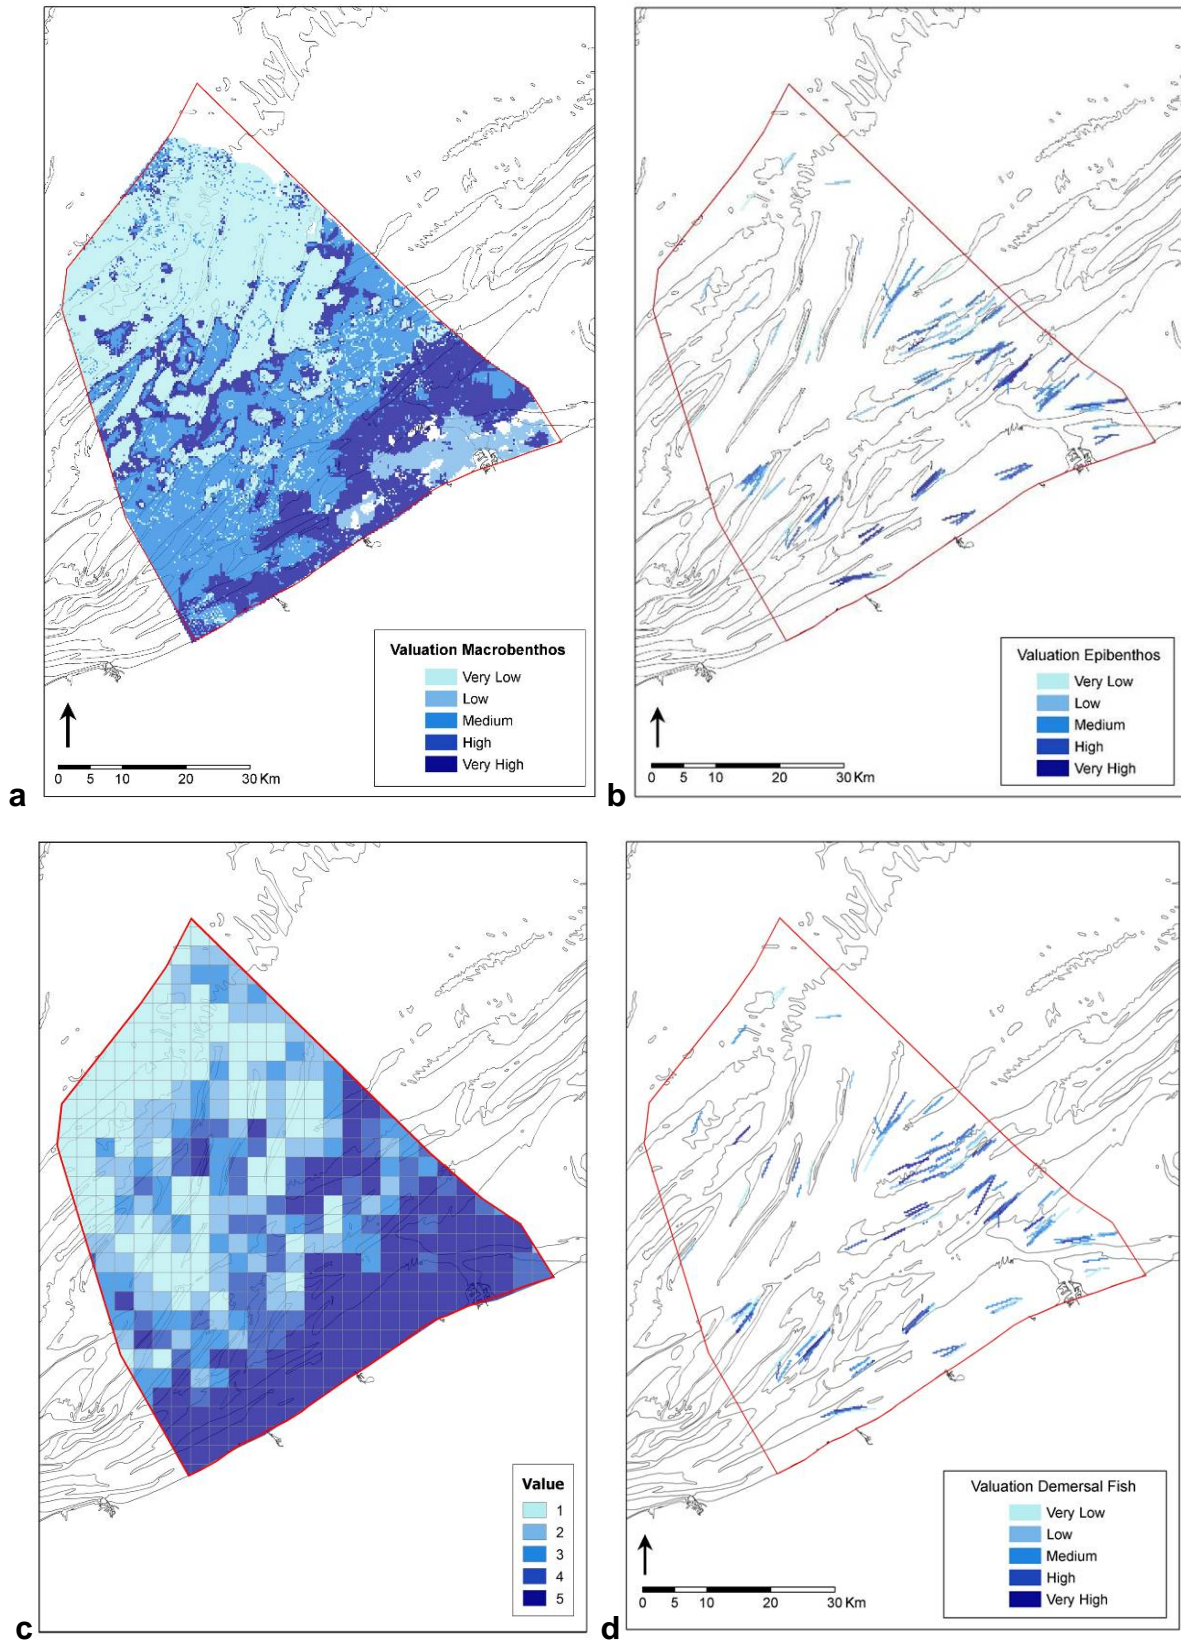 Valuation Macrobenthos
Very Low
Low
Medium
High
Very High
0 5 10 20 30 Km
a
Valuation Epibenthos
Very Low
Low
Medium
High
Very High
0 5 10 20 30 Km
b
Value
1
2
3
4
5
c
Valuation Demersal Fish
Very Low
Low
Medium
High
Very High
0 5 10 20 30 Km
d